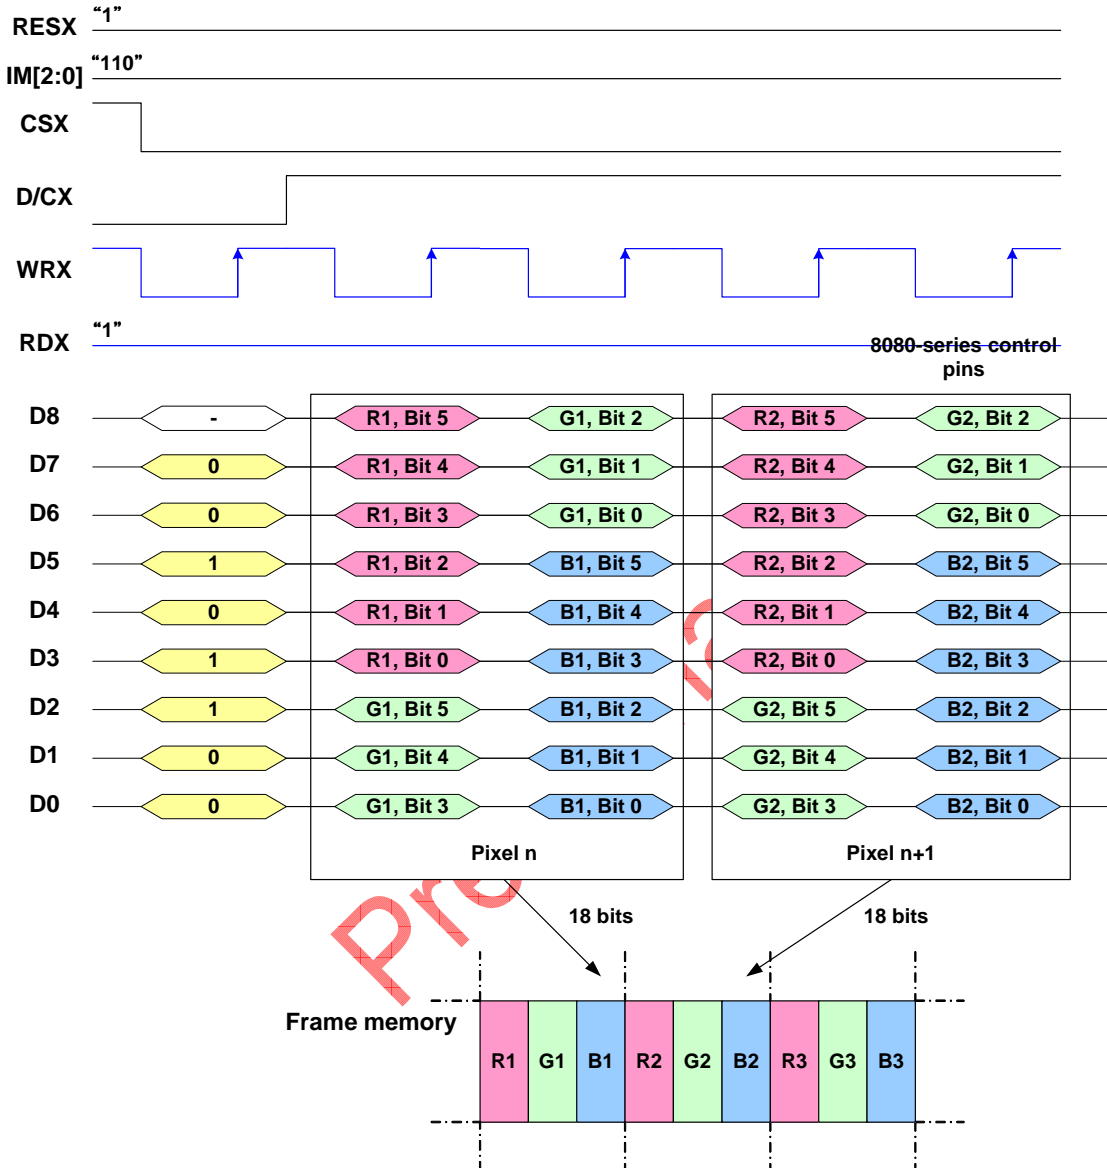 RESX “1”
IM[2:0] “110”
CSX
D/CX
WRX
RDX “1”
8080-series control
pins
D8 - R1, Bit 5 G1, Bit 2 R2, Bit 5 G2, Bit 2
D7 0 R1, Bit 4 G1, Bit 1 R2, Bit 4 G2, Bit 1
D6 0 R1, Bit 3 G1, Bit 0 R2, Bit 3 G2, Bit 0
D5 1 R1, Bit 2 B1, Bit 5 R2, Bit 2 B2, Bit 5
D4 0 R1, Bit 1 B1, Bit 4 R2, Bit 1 B2, Bit 4
D3 1 R1, Bit 0 B1, Bit 3 R2, Bit 0 B2, Bit 3
D2 1 G1, Bit 5 B1, Bit 2 G2, Bit 5 B2, Bit 2
D1 0 G1, Bit 4 B1, Bit 1 G2, Bit 4 B2, Bit 1
D0 0 G1, Bit 3 B1, Bit 0 G2, Bit 3 B2, Bit 0
Pixel n Pixel n+1
18 bits 18 bits
Frame memory
R1 G1 B1 R2 G2 B2 R3 G3 B3